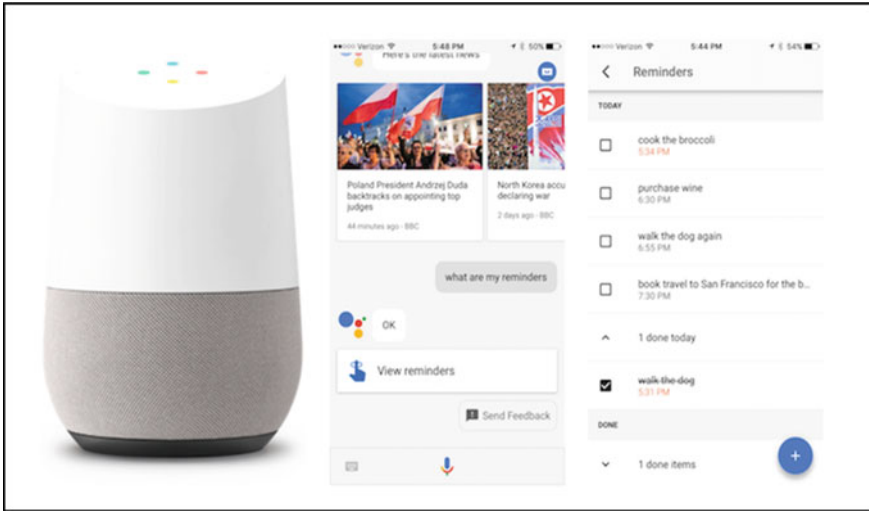 Verizon 5:48 PM 50%
Here's the latest news
Poland President Andrzej Duda
backtracks on appointing top
judges
44 minutes ago - BBC
North Korea accu
declaring war
2 days ago - BBC
what are my reminders
OK
View reminders
Send Feedback
Verizon 5:44 PM 54%
Reminders
TODAY
cook the broccoli
5:34 PM
purchase wine
6:30 PM
walk the dog again
6:55 PM
book travel to San Francisco for the b...
7:30 PM
1 done today
walk the dog
5:31 PM
DONE
1 done items